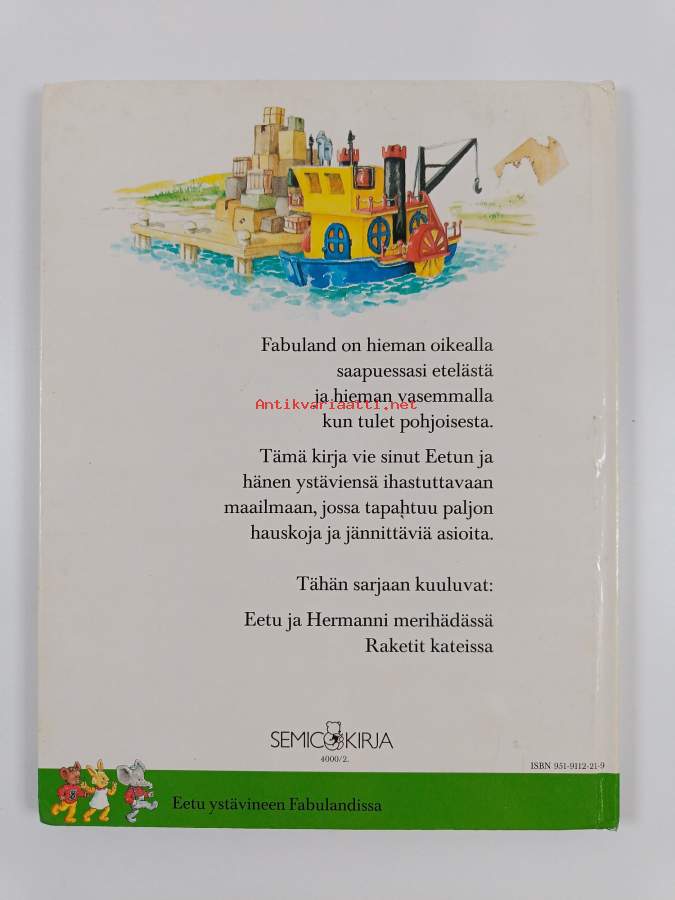 Fabuland on hieman oikealla
saapuessasi etelästä
ja hieman vasemmalla
Antikvariaatti.net
kun tulet pohjoisesta.
Tämä kirja vie sinut Eetun ja
hänen ystäviensä ihastuttavaan
maailmaan, jossa tapahtuu paljon
hauskoja ja jännittäviä asioita.
Tähän sarjaan kuuluvat:
Eetu ja Hermanni merihädässä
Raketit kateissa
SEMIC KIRJA
4000/2.
ISBN 951-9112-21-9
Eetu ystävineen Fabulandissa